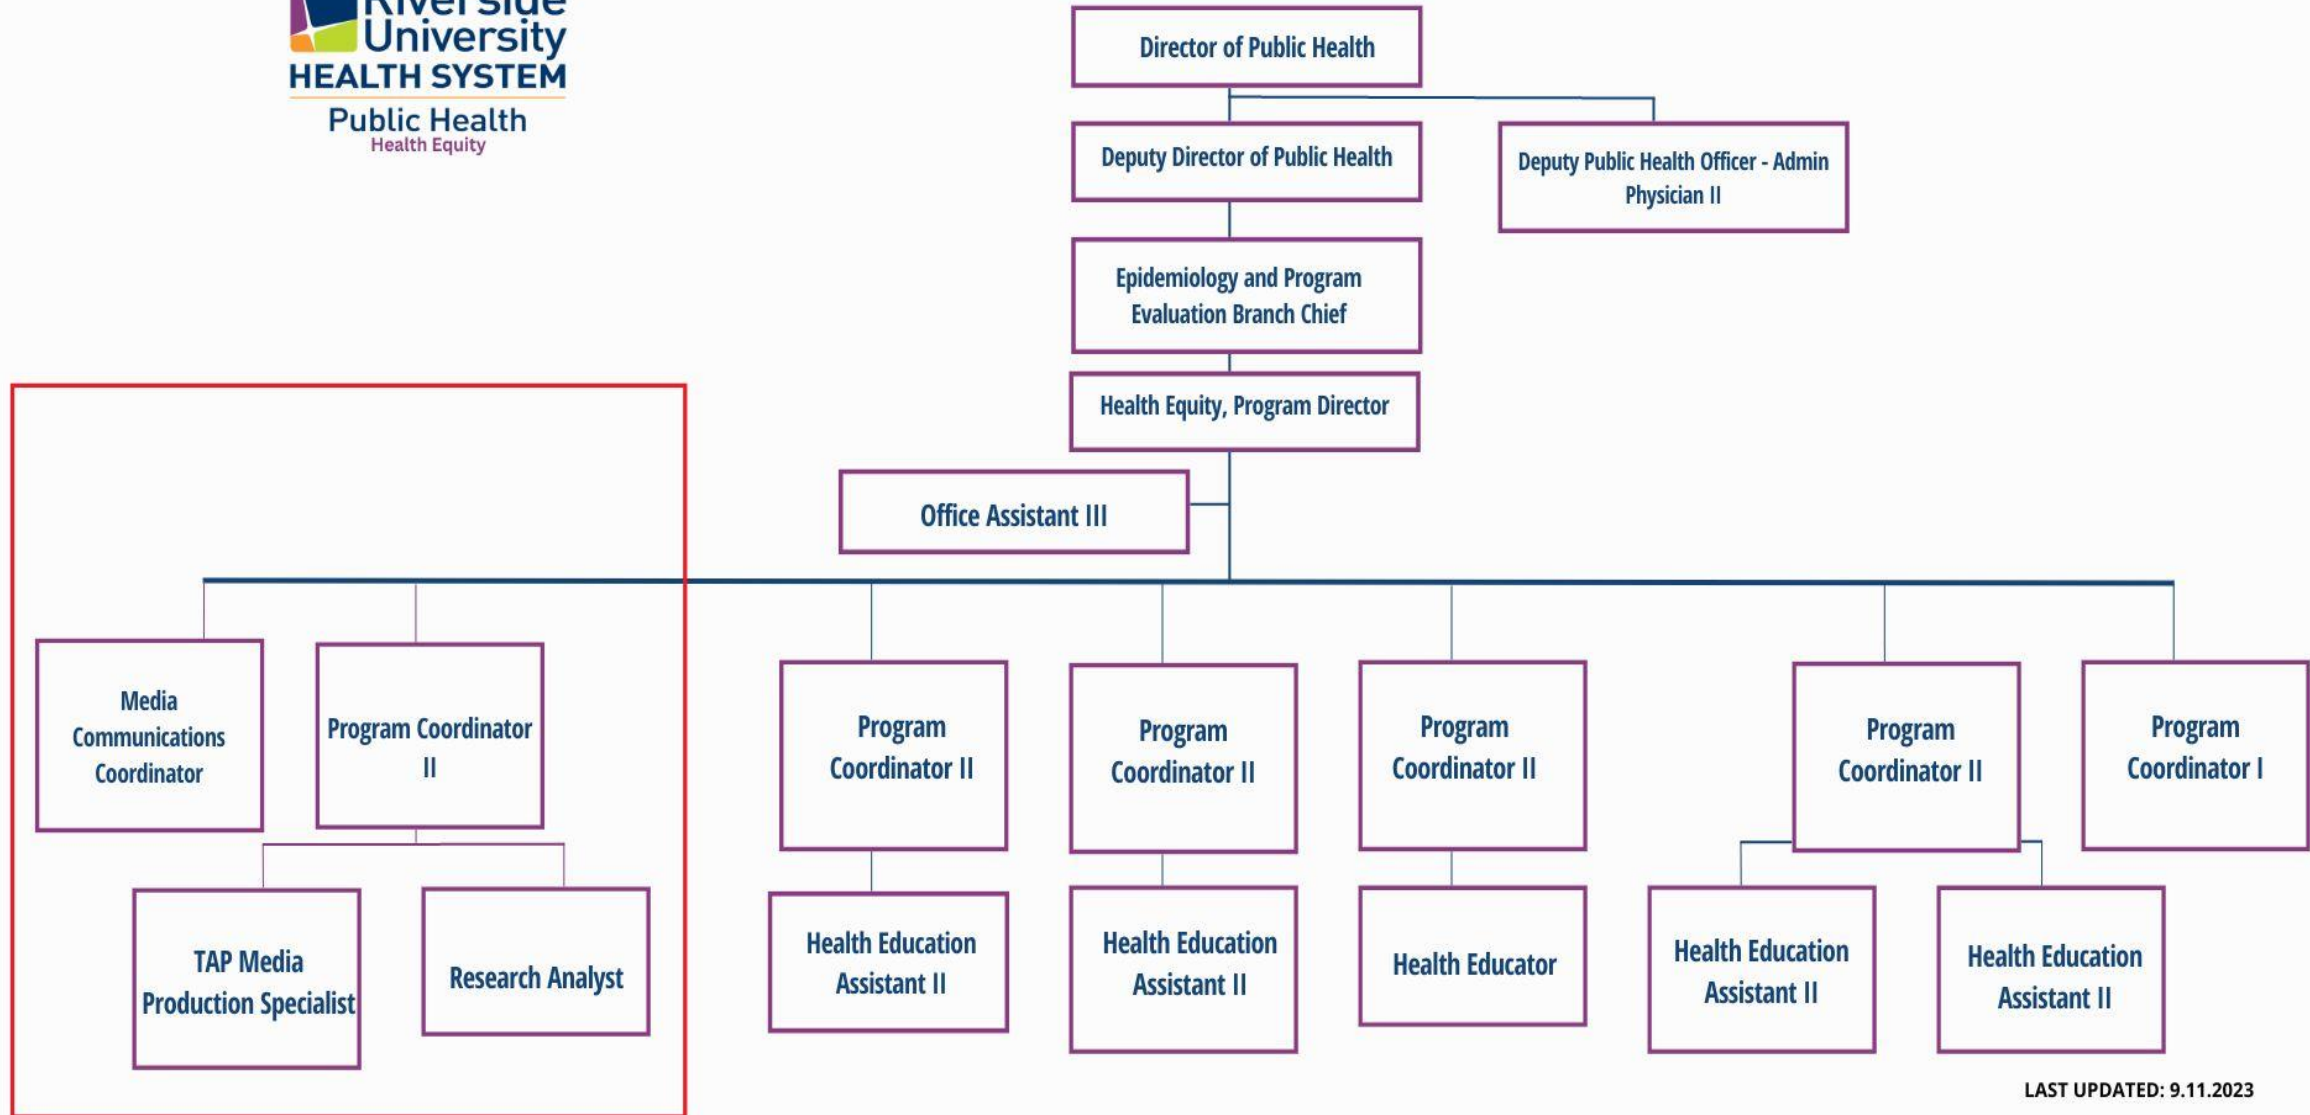 Riverside
University
HEALTH SYSTEM
Public Health
Health Equity
Director of Public Health
Deputy Director of Public Health
Deputy Public Health Officer - Admin
Physician II
Epidemiology and Program
Evaluation Branch Chief
Health Equity, Program Director
Office Assistant III
Media
Communications
Coordinator
Program Coordinator
II
Program
Coordinator II
Program
Coordinator II
Program
Coordinator II
Program
Coordinator II
Program
Coordinator I
TAP Media
Production Specialist
Research Analyst
Health Education
Assistant II
Health Education
Assistant II
Health Educator
Health Education
Assistant II
Health Education
Assistant II
LAST UPDATED: 9.11.2023